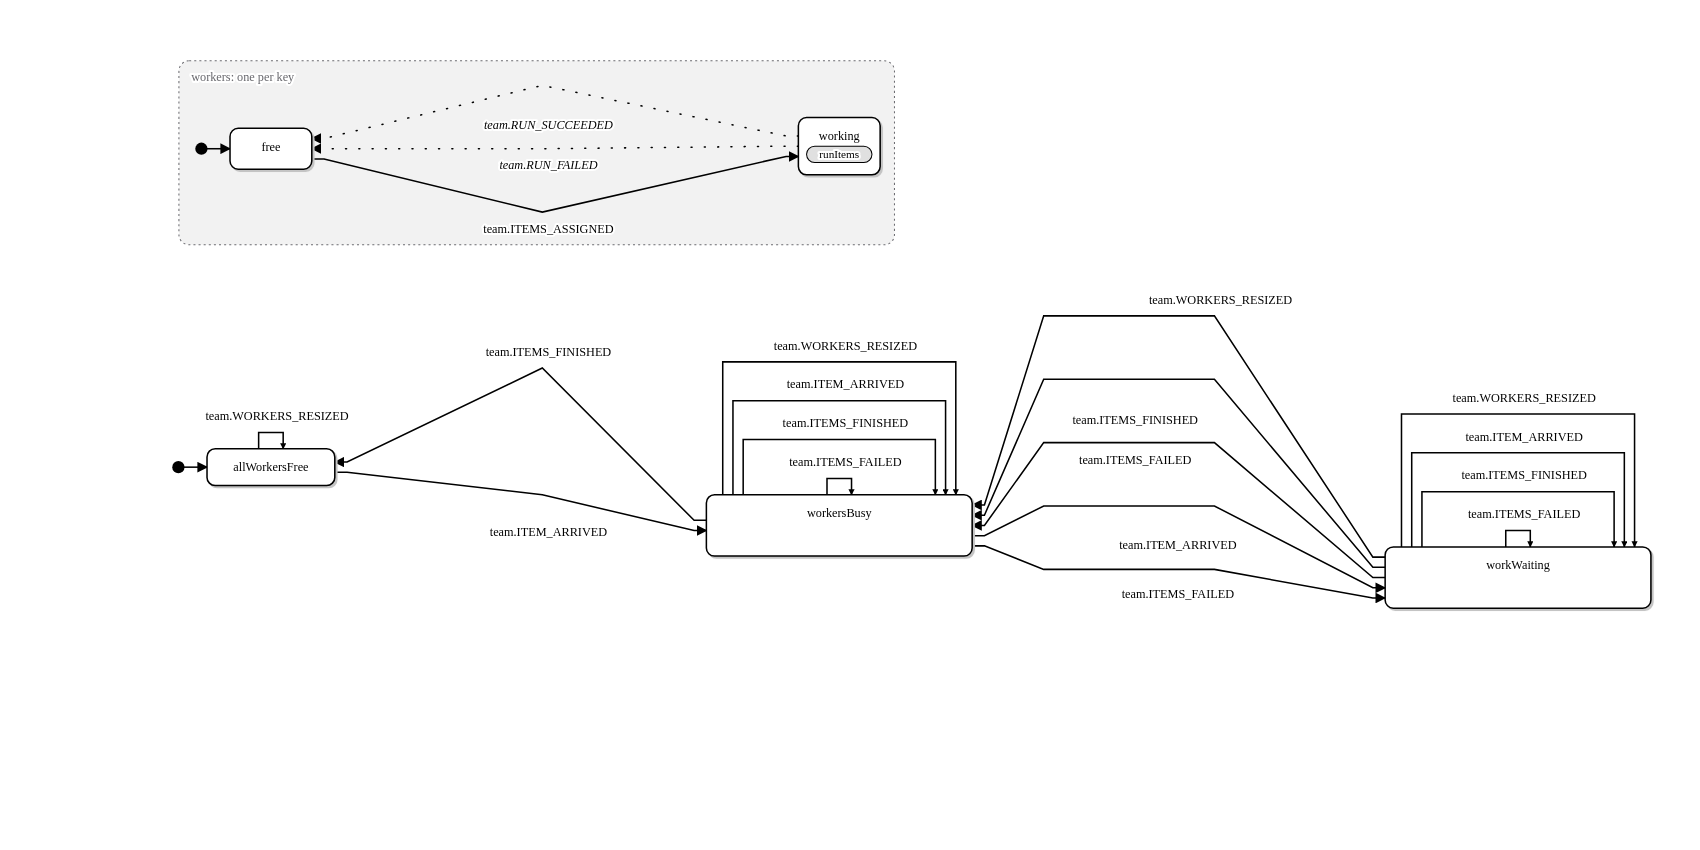 workers: one per key
team.RUN_SUCCEEDED
free
working
runItems
team.RUN_FAILED
team.ITEMS_ASSIGNED
team.WORKERS_RESIZED
team.ITEMS_FINISHED
team.WORKERS_RESIZED
team.ITEM_ARRIVED
team.WORKERS_RESIZED
team.WORKERS_RESIZED
team.ITEMS_FINISHED
team.ITEMS_FINISHED
team.ITEM_ARRIVED
team.ITEMS_FAILED
team.ITEMS_FAILED
allWorkersFree
team.ITEMS_FINISHED
workersBusy
team.ITEMS_FAILED
team.ITEM_ARRIVED
team.ITEM_ARRIVED
workWaiting
team.ITEMS_FAILED